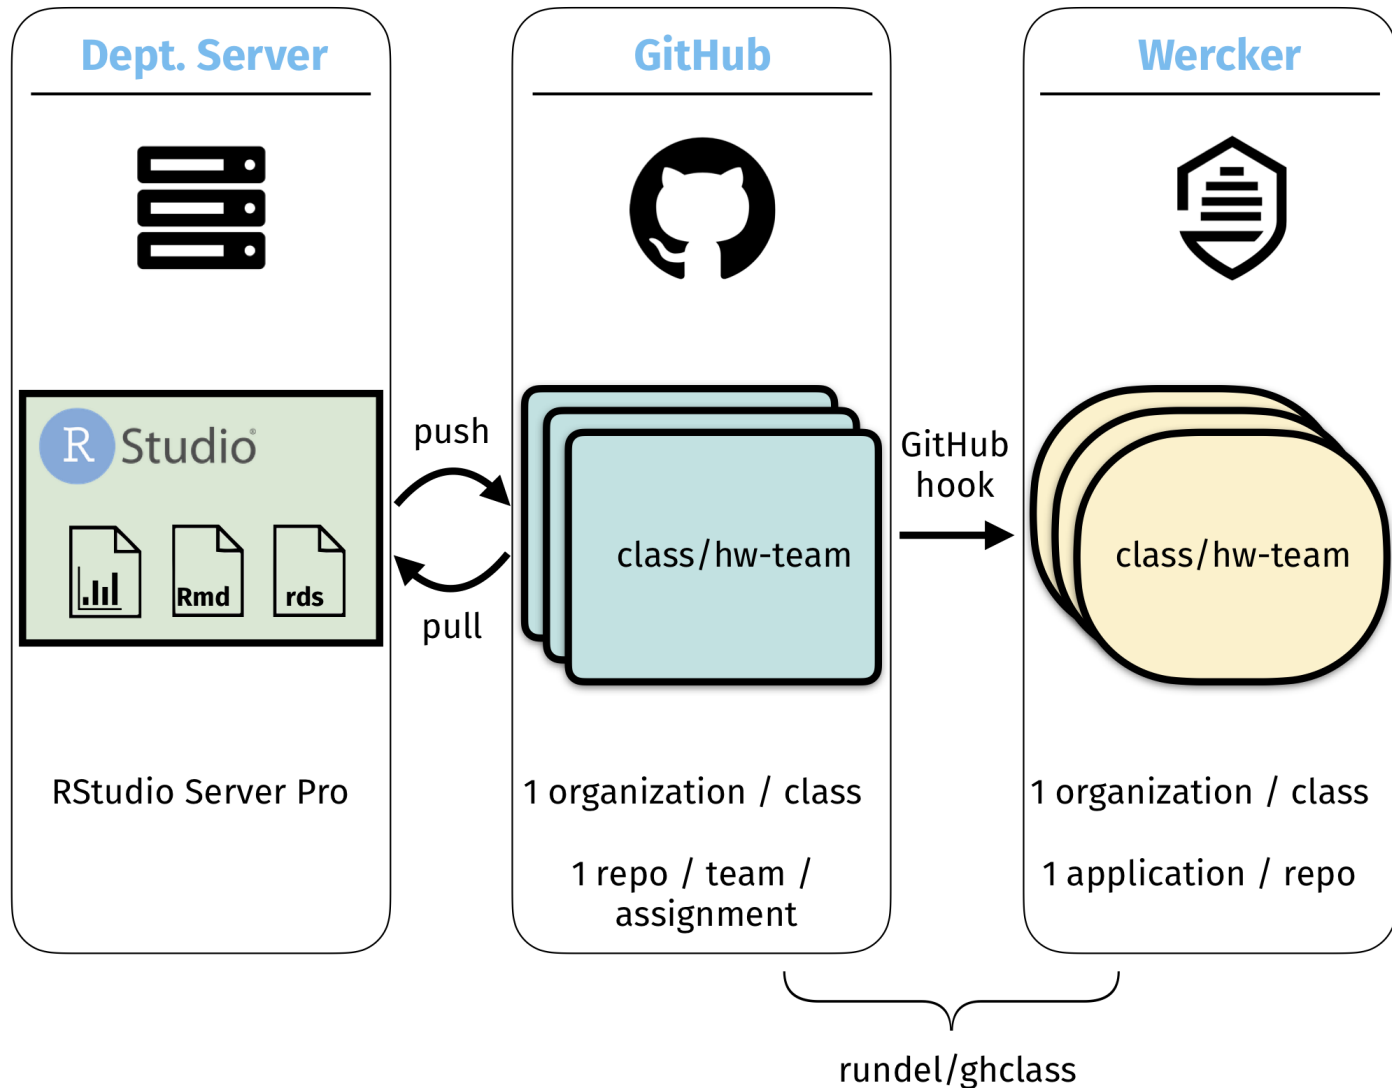 Dept. Server
R Studio®
Rmd
rds
RStudio Server Pro
push
pull
GitHub
class/hw-team
1 organization / class
1 repo / team /
assignment
GitHub
hook
Wercker
class/hw-team
1 organization / class
1 application / repo
rundel/ghclass